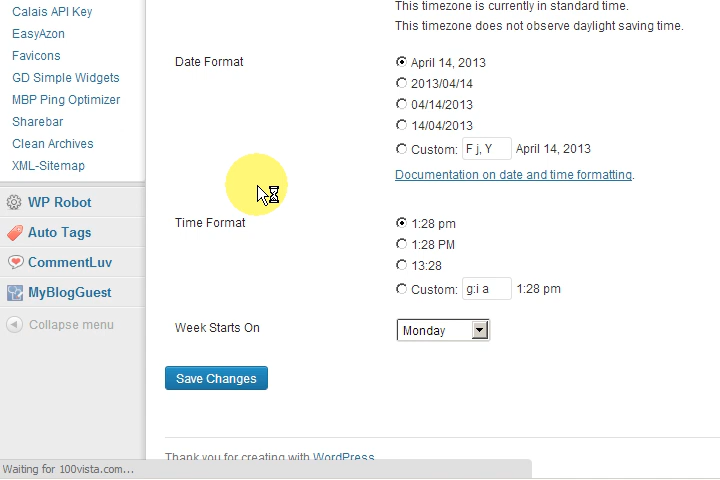 Calais API Key
EasyAzon
Favicons
GD Simple Widgets
MBP Ping Optimizer
Sharebar
Clean Archives
XML-Sitemap
WP Robot
Auto Tags
CommentLuv
MyBlogGuest
Collapse menu
This timezone is currently in standard time.
This timezone does not observe daylight saving time.
Date Format
April 14, 2013
2013/04/14
04/14/2013
14/04/2013
Custom: F j, Y April 14, 2013
Documentation on date and time formatting.
Time Format
1:28 pm
1:28 PM
13:28
Custom: g:i a 1:28 pm
Week Starts On Monday
Save Changes
Thank you for creating with WordPress
Waiting for 100vista.com...